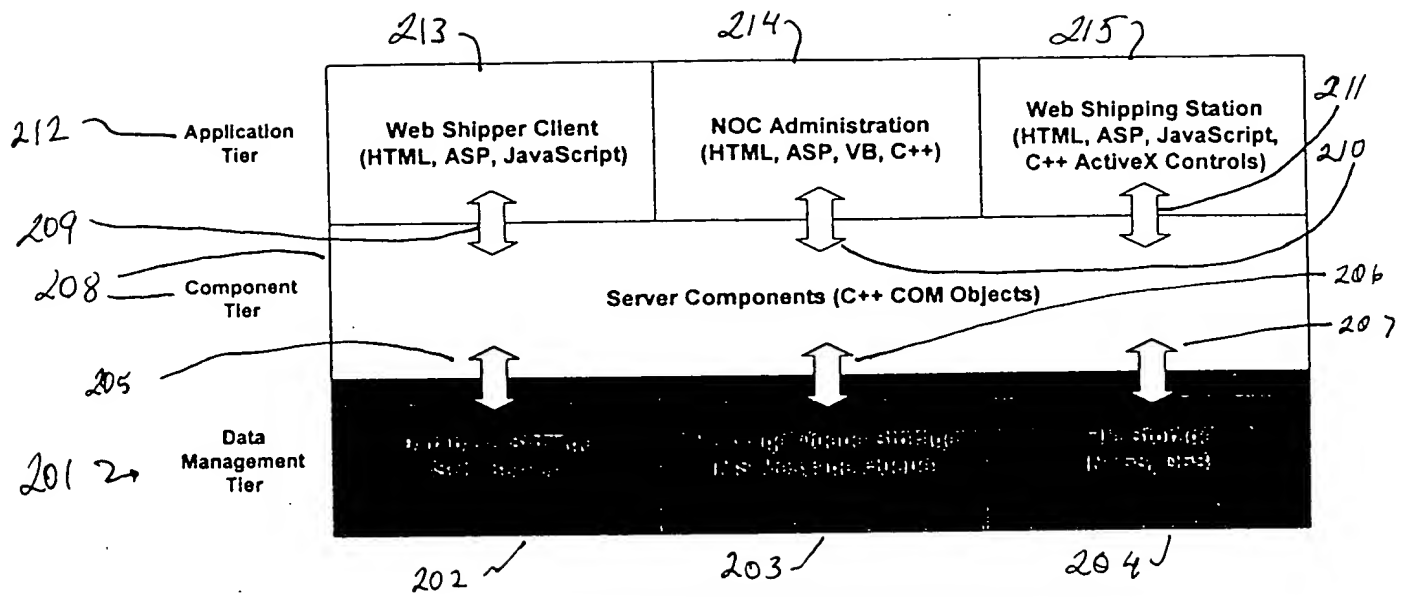 213
214
215
211
212
Application
Tier
Web Shipper Client
(HTML, ASP, JavaScript)
NOC Administration
(HTML, ASP, VB, C++)
Web Shipping Station
(HTML, ASP, JavaScript,
C++ ActiveX Controls)
210
209
208
Component
Tier
Server Components (C++ COM Objects)
206
207
205
Data
Management
Tier
201
202
203
204